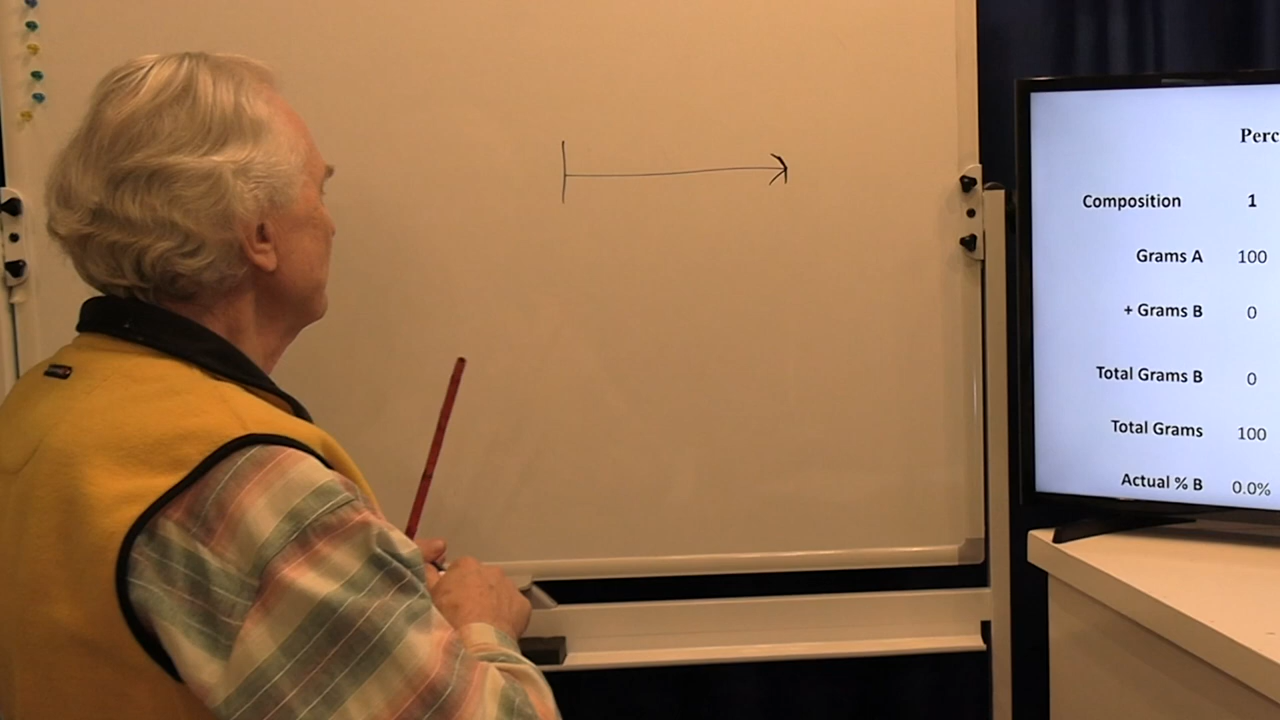 Perc
Composition 1
Grams A 100
+ Grams B 0
Total Grams B 0
Total Grams 100
Actual % B 0.0%